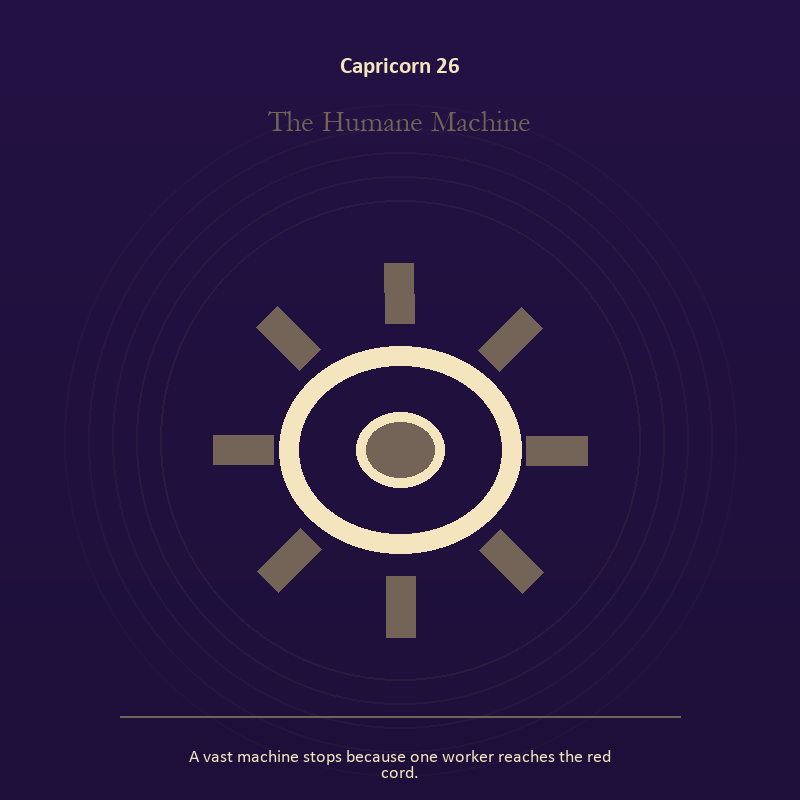 Capricorn 26
The Humane Machine
A vast machine stops because one worker reaches the red
cord.